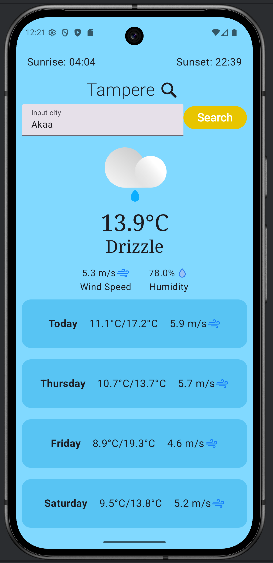 12:21
Sunrise: 04:04 Sunset: 22:39
Tampere
Input city
Akaa
Search
13.9°C
Drizzle
5.3 m/s 78.0%
Wind Speed Humidity
Today 11.1°C/17.2°C 5.9 m/s
Thursday 10.7°C/13.7°C 5.7 m/s
Friday 8.9°C/19.3°C 4.6 m/s
Saturday 9.5°C/13.8°C 5.2 m/s